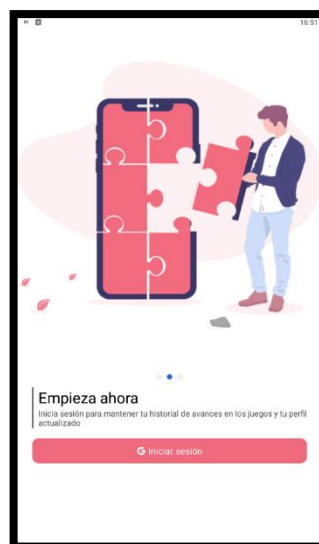 16:51
Empieza ahora
Inicia sesión para mantener tu historial de avances en los juegos y tu perfil
actualizado
G Iniciar sesión